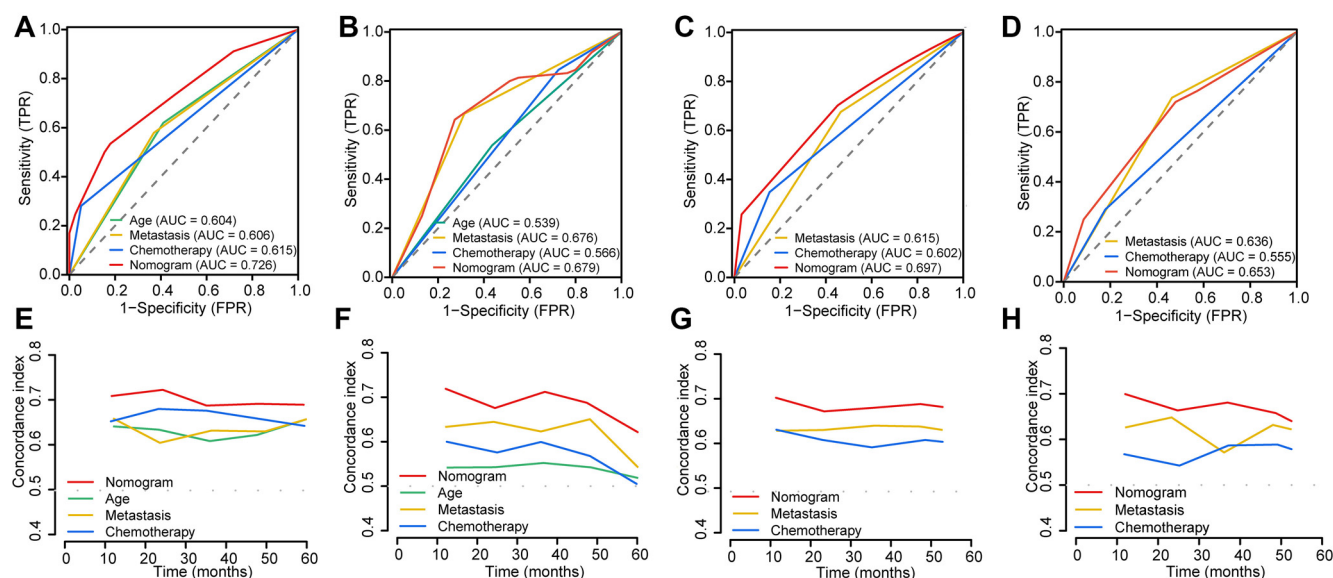 A
Sensitivity (TPR)
1.0
0.8
0.6
0.4
0.2
0.0
Age (AUC = 0.604)
Metastasis (AUC = 0.606)
Chemotherapy (AUC = 0.615)
Nomogram (AUC = 0.726)
0.0 0.2 0.4 0.6 0.8 1.0
1−Specificity (FPR)
B
Sensitivity (TPR)
1.0
0.8
0.6
0.4
0.2
0.0
Age (AUC = 0.539)
Metastasis (AUC = 0.676)
Chemotherapy (AUC = 0.566)
Nomogram (AUC = 0.679)
0.0 0.2 0.4 0.6 0.8 1.0
1−Specificity (FPR)
C
Sensitivity (TPR)
1.0
0.8
0.6
0.4
0.2
0.0
Metastasis (AUC = 0.615)
Chemotherapy (AUC = 0.602)
Nomogram (AUC = 0.697)
0.0 0.2 0.4 0.6 0.8 1.0
1−Specificity (FPR)
D
Sensitivity (TPR)
1.0
0.8
0.6
0.4
0.2
0.0
Metastasis (AUC = 0.636)
Chemotherapy (AUC = 0.555)
Nomogram (AUC = 0.653)
0.0 0.2 0.4 0.6 0.8 1.0
1−Specificity (FPR)
E
Concordance index
0.8
0.7
0.6
0.5
0.4
Nomogram
Age
Metastasis
Chemotherapy
0 10 20 30 40 50 60
Time (months)
F
Concordance index
0.8
0.7
0.6
0.5
0.4
Nomogram
Age
Metastasis
Chemotherapy
0 10 20 30 40 50 60
Time (months)
G
Concordance index
0.8
0.7
0.6
0.5
0.4
Nomogram
Metastasis
Chemotherapy
0 10 20 30 40 50 60
Time (months)
H
Concordance index
0.8
0.7
0.6
0.5
0.4
Nomogram
Metastasis
Chemotherapy
0 10 20 30 40 50 60
Time (months)